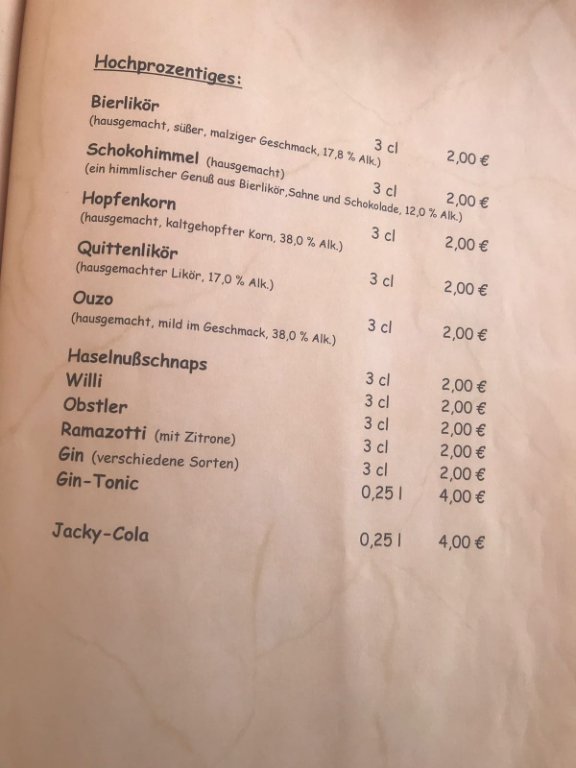 Hochprozentiges:
Bierlikör 3 cl 2,00 €
(hausgemacht, süßer, malziger Geschmack, 17,8 % Alk.)
Schokohimmel (hausgemacht) 3 cl 2,00 €
(ein himmlischer Genuß aus Bierlikör,Sahne und Schokolade, 12,0 % Alk.)
Hopfenkorn 3 cl 2,00 €
(hausgemacht, kaltgehopfter Korn, 38,0 % Alk.)
Quittenlikör 3 cl 2,00 €
(hausgemachter Likör, 17,0 % Alk.)
Ouzo 3 cl 2,00 €
(hausgemacht, mild im Geschmack, 38,0 % Alk.)
Haselnußschnaps 3 cl 2,00 €
Willi 3 cl 2,00 €
Obstler 3 cl 2,00 €
Ramazotti (mit Zitrone) 3 cl 2,00 €
Gin (verschiedene Sorten) 3 cl 2,00 €
Gin-Tonic 0,25 l 4,00 €
Jacky-Cola 0,25 l 4,00 €